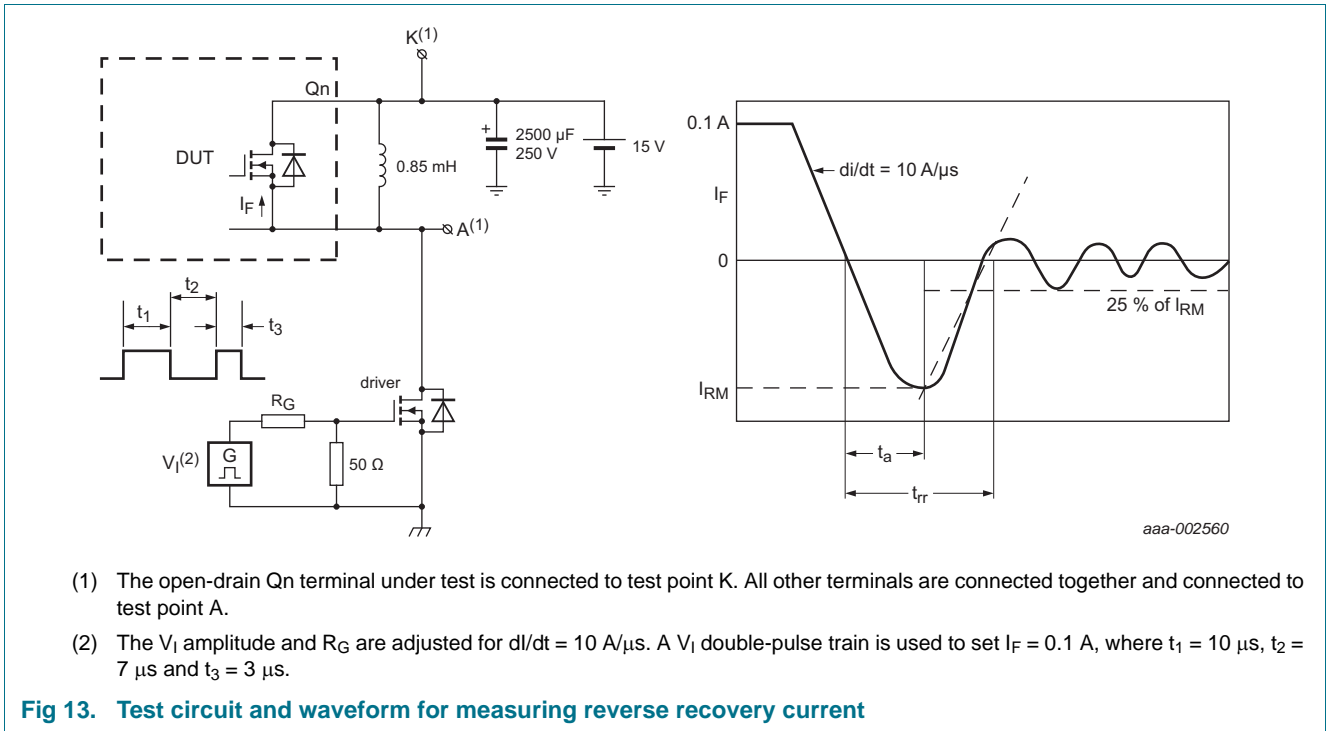 K(1)
Qn
DUT
IF
0.85 mH
+
2500 µF
250 V
15 V
A(1)
t1
t2
t3
driver
RG
VI(2)
G
50 Ω
0.1 A
di/dt = 10 A/µs
IF
0
25 % of IRM
IRM
ta
trr
aaa-002560
(1) The open-drain Qn terminal under test is connected to test point K. All other terminals are connected together and connected to
test point A.
(2) The VI amplitude and RG are adjusted for dI/dt = 10 A/μs. A VI double-pulse train is used to set IF = 0.1 A, where t1 = 10 μs, t2 =
7 μs and t3 = 3 μs.
Fig 13. Test circuit and waveform for measuring reverse recovery current